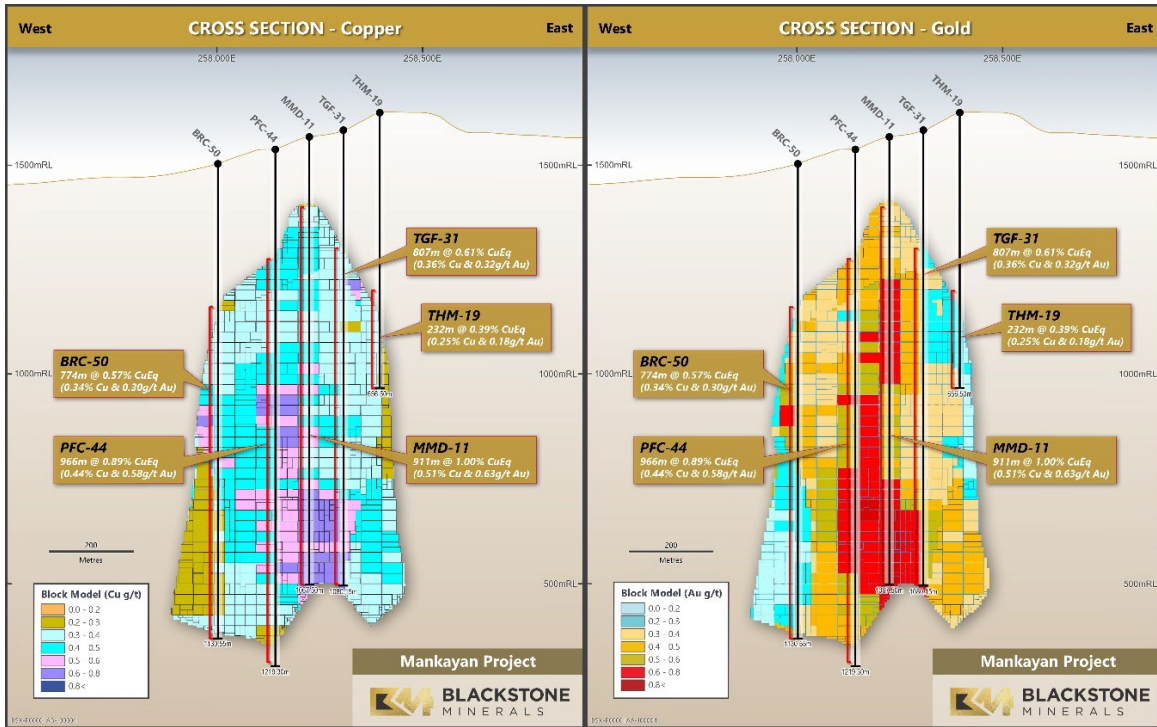 West
CROSS SECTION - Copper
East
258,000E
258,500E
THM-19
TGF-31
MMD-11
PFC-44
BRC-50
1500mRL
1500mRL
TGF-31
807m @ 0.61% CuEq
(0.36% Cu & 0.32g/t Au)
THM-19
232m @ 0.39% CuEq
(0.25% Cu & 0.18g/t Au)
BRC-50
774m @ 0.57% CuEq
(0.34% Cu & 0.30g/t Au)
1000mRL
1000mRL
656.50m
PFC-44
966m @ 0.89% CuEq
(0.44% Cu & 0.58g/t Au)
MMD-11
911m @ 1.00% CuEq
(0.51% Cu & 0.63g/t Au)
200
Metres
500mRL
500mRL
Block Model (Cu g/t)
0.0 - 0.2
0.2 - 0.3
0.3 - 0.4
0.4 - 0.5
0.5 - 0.6
0.6 - 0.8
0.8<
Mankayan Project
BLACKSTONE
MINERALS
West
CROSS SECTION - Gold
East
258,000E
258,500E
THM-19
TGF-31
MMD-11
PFC-44
BRC-50
1500mRL
1500mRL
TGF-31
807m @ 0.61% CuEq
(0.36% Cu & 0.32g/t Au)
THM-19
232m @ 0.39% CuEq
(0.25% Cu & 0.18g/t Au)
BRC-50
774m @ 0.57% CuEq
(0.34% Cu & 0.30g/t Au)
1000mRL
1000mRL
656.50m
PFC-44
966m @ 0.89% CuEq
(0.44% Cu & 0.58g/t Au)
MMD-11
911m @ 1.00% CuEq
(0.51% Cu & 0.63g/t Au)
200
Metres
500mRL
500mRL
Block Model (Au g/t)
0.0 - 0.2
0.2 - 0.3
0.3 - 0.4
0.4 - 0.5
0.5 - 0.6
0.6 - 0.8
0.8<
Mankayan Project
BLACKSTONE
MINERALS